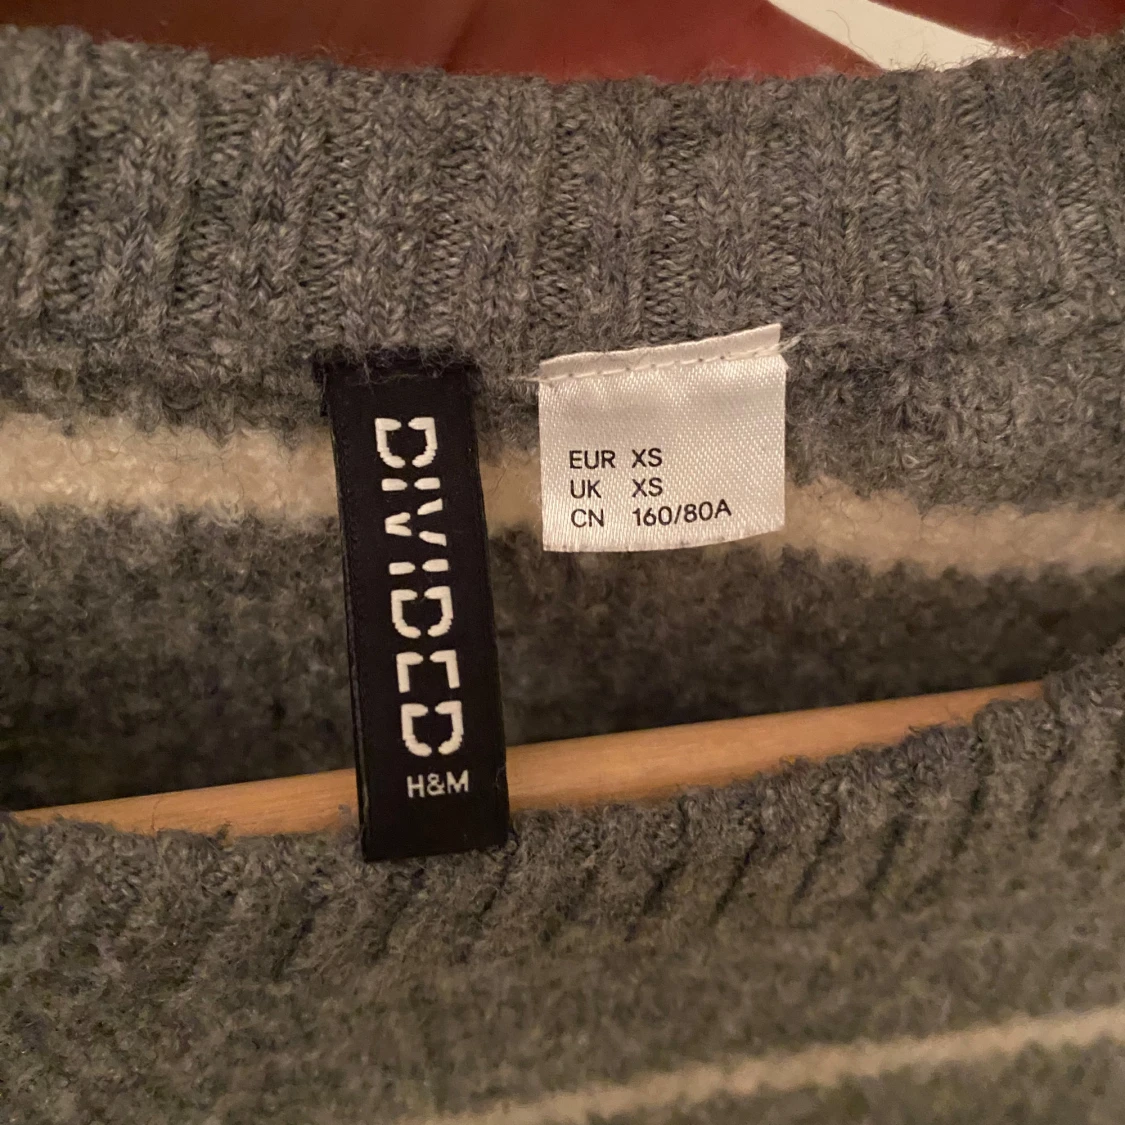 DIVIDED
H&M
EUR XS
UK XS
CN 160/80A